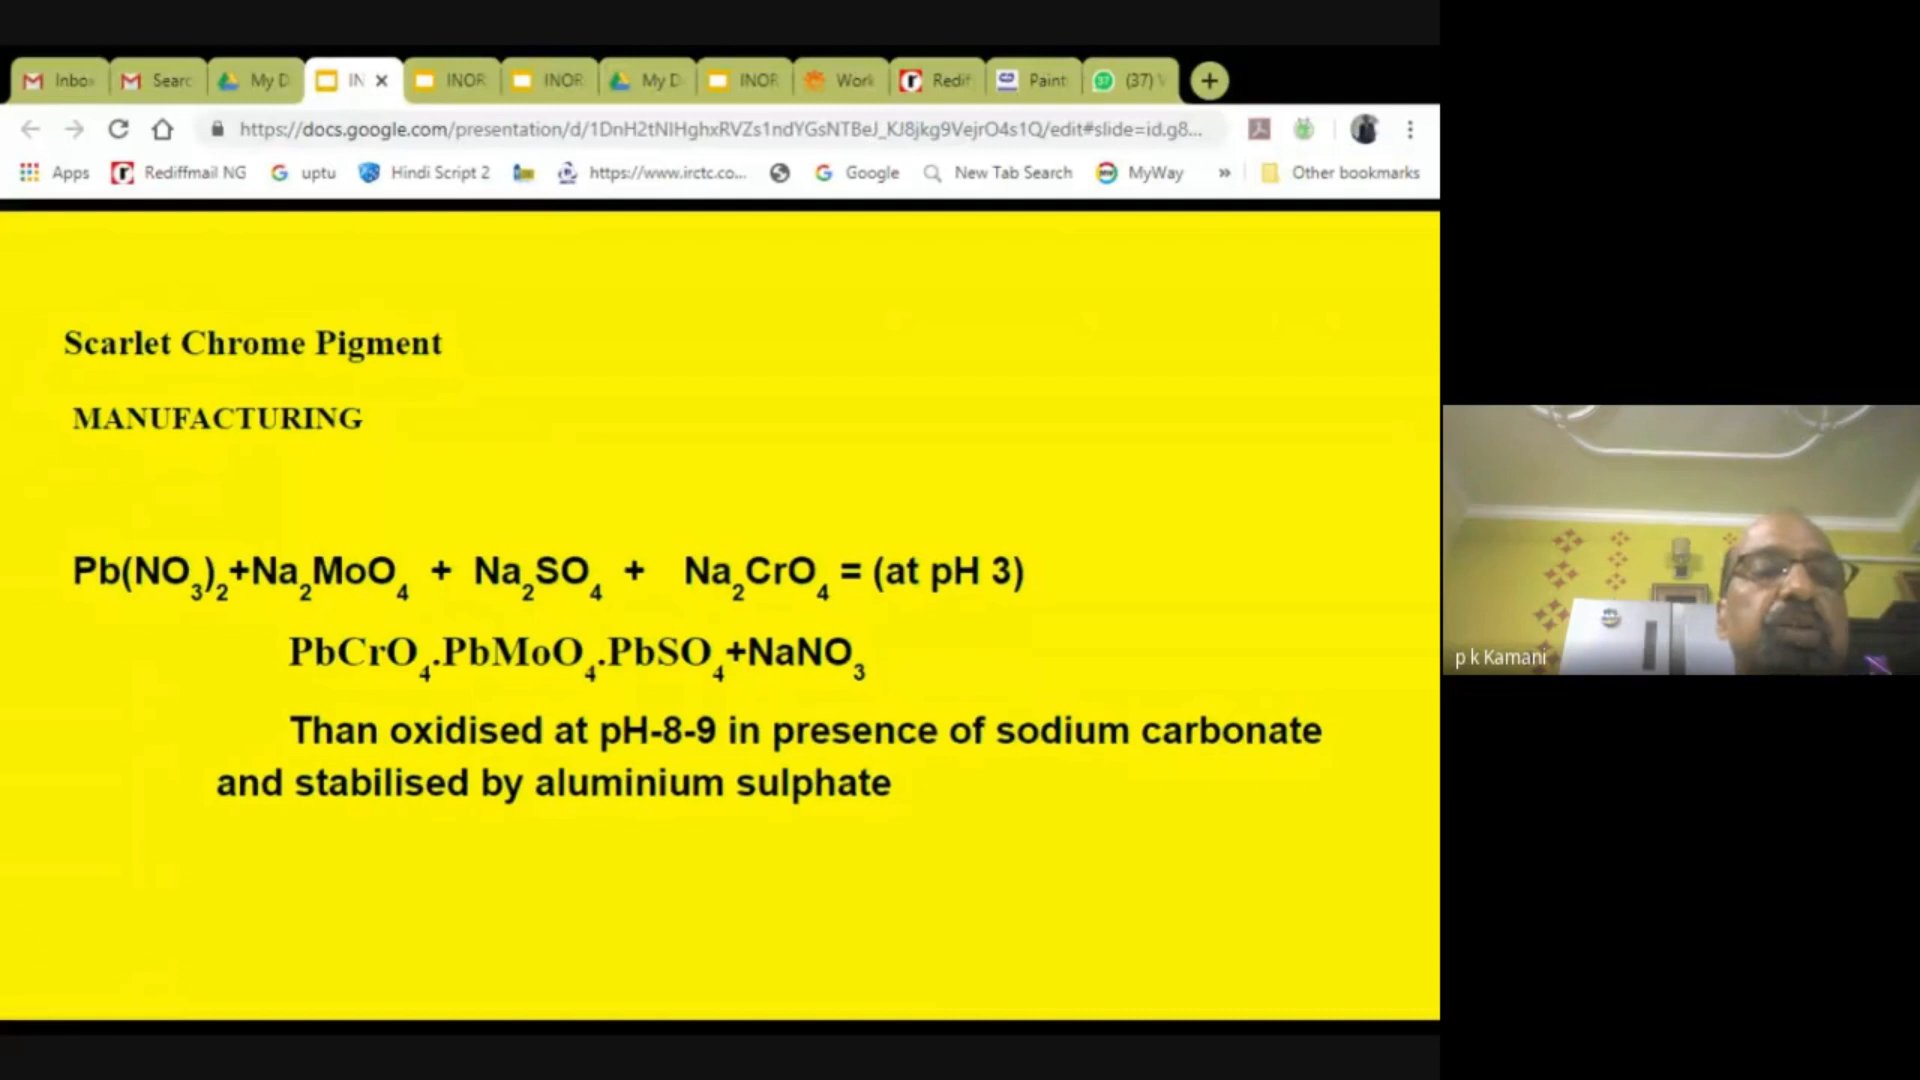 Inbo
Searc
My D
IN
INOR
INOR
My D
INOR
Work
Redif
Paint
(37)
https://docs.google.com/presentation/d/1DnH2tNIHghxRVZs1ndYGsNTBeJ_KJ8jkg9VejrO4s1Q/edit#slide=id.g8...
Apps Rediffmail NG uptu Hindi Script 2 https://www.irctc.co... Google New Tab Search MyWay » Other bookmarks
Scarlet Chrome Pigment
MANUFACTURING
Pb(NO₃)₂+Na₂MoO₄ + Na₂SO₄ + Na₂CrO₄ = (at pH 3)
PbCrO₄.PbMoO₄.PbSO₄+NaNO₃
Than oxidised at pH-8-9 in presence of sodium carbonate
and stabilised by aluminium sulphate
p k Kamani